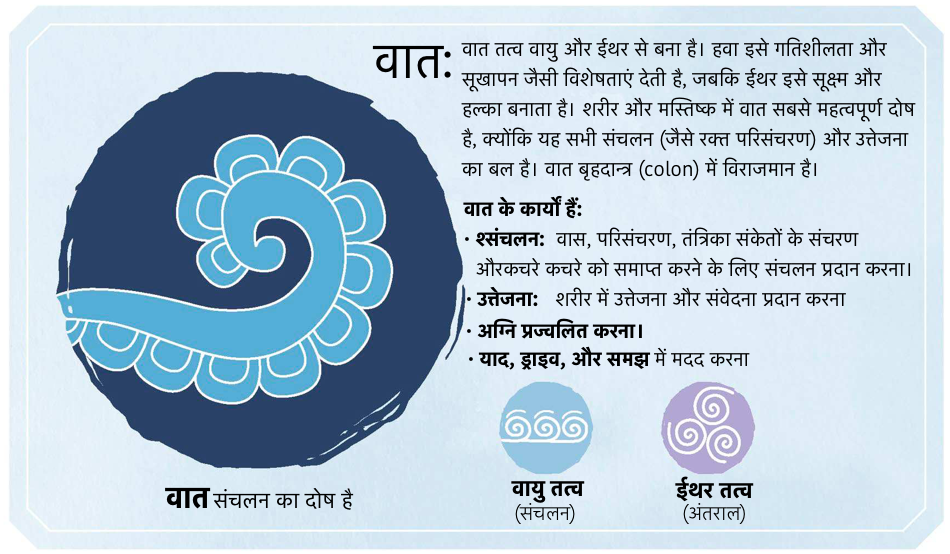 वात:
वात तत्व वायु और ईथर से बना है। हवा इसे गतिशीलता और
सूखापन जैसी विशेषताएं देती है, जबकि ईथर इसे सूक्ष्म और
हल्का बनाता है। शरीर और मस्तिष्क में वात सबसे महत्वपूर्ण दोष
है, क्योंकि यह सभी संचलन (जैसे रक्त परिसंचरण) और उत्तेजना
का बल है। वात बृहदान्त्र (colon) में विराजमान है।
वात के कार्यों हैं:
· श्संचलन: वास, परिसंचरण, तंत्रिका संकेतों के संचरण
औरकचरे कचरे को समाप्त करने के लिए संचलन प्रदान करना।
· उत्तेजना: शरीर में उत्तेजना और संवेदना प्रदान करना
· अग्नि प्रज्वलित करना।
· याद, ड्राइव, और समझ में मदद करना
वात संचलन का दोष है
वायु तत्व
(संचलन)
ईथर तत्व
(अंतराल)